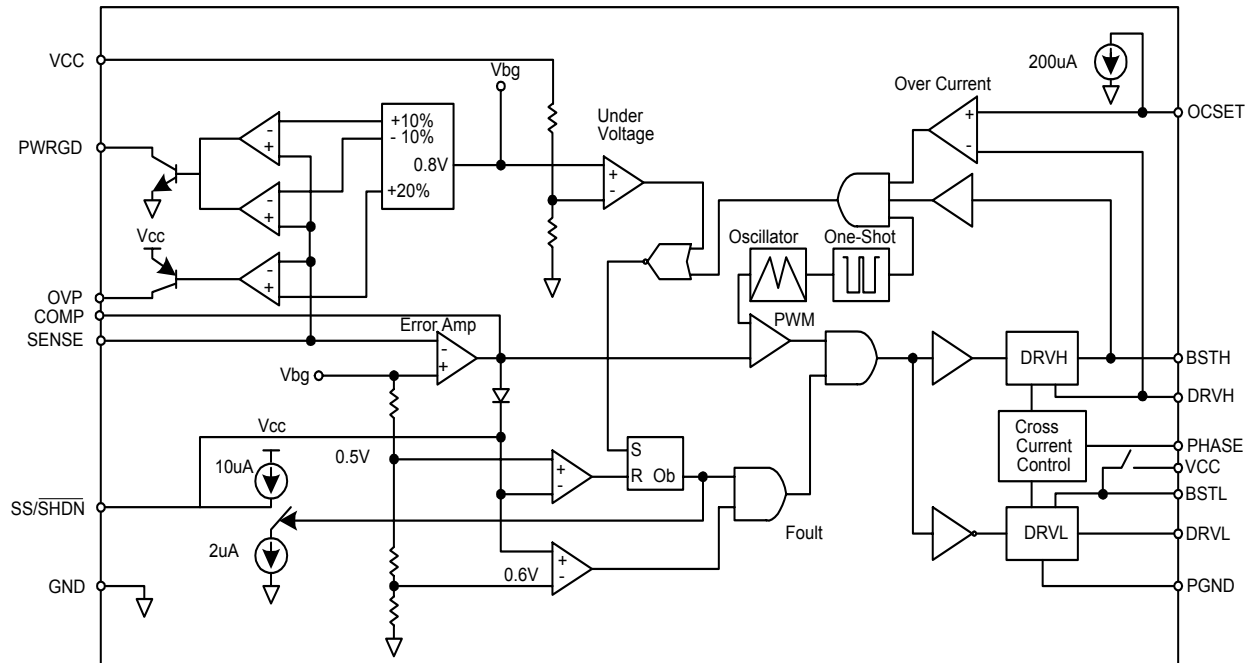 VCC
Vbg
200uA
Over Current
OCSET
Under
Voltage
+
-
+10%
- 10%
0.8V
+20%
-
+
-
+
-
+
+
-
PWRGD
Vcc
OVP
COMP
SENSE
Oscillator
One-Shot
PWM
Error Amp
-
+
Vbg
DRVH
BSTH
DRVH
Cross
Current
Control
PHASE
VCC
BSTL
Vcc
10uA
0.5V
+
-
S
R Ob
SS/SHDN
2uA
Foult
DRVL
DRVL
0.6V
+
-
GND
PGND